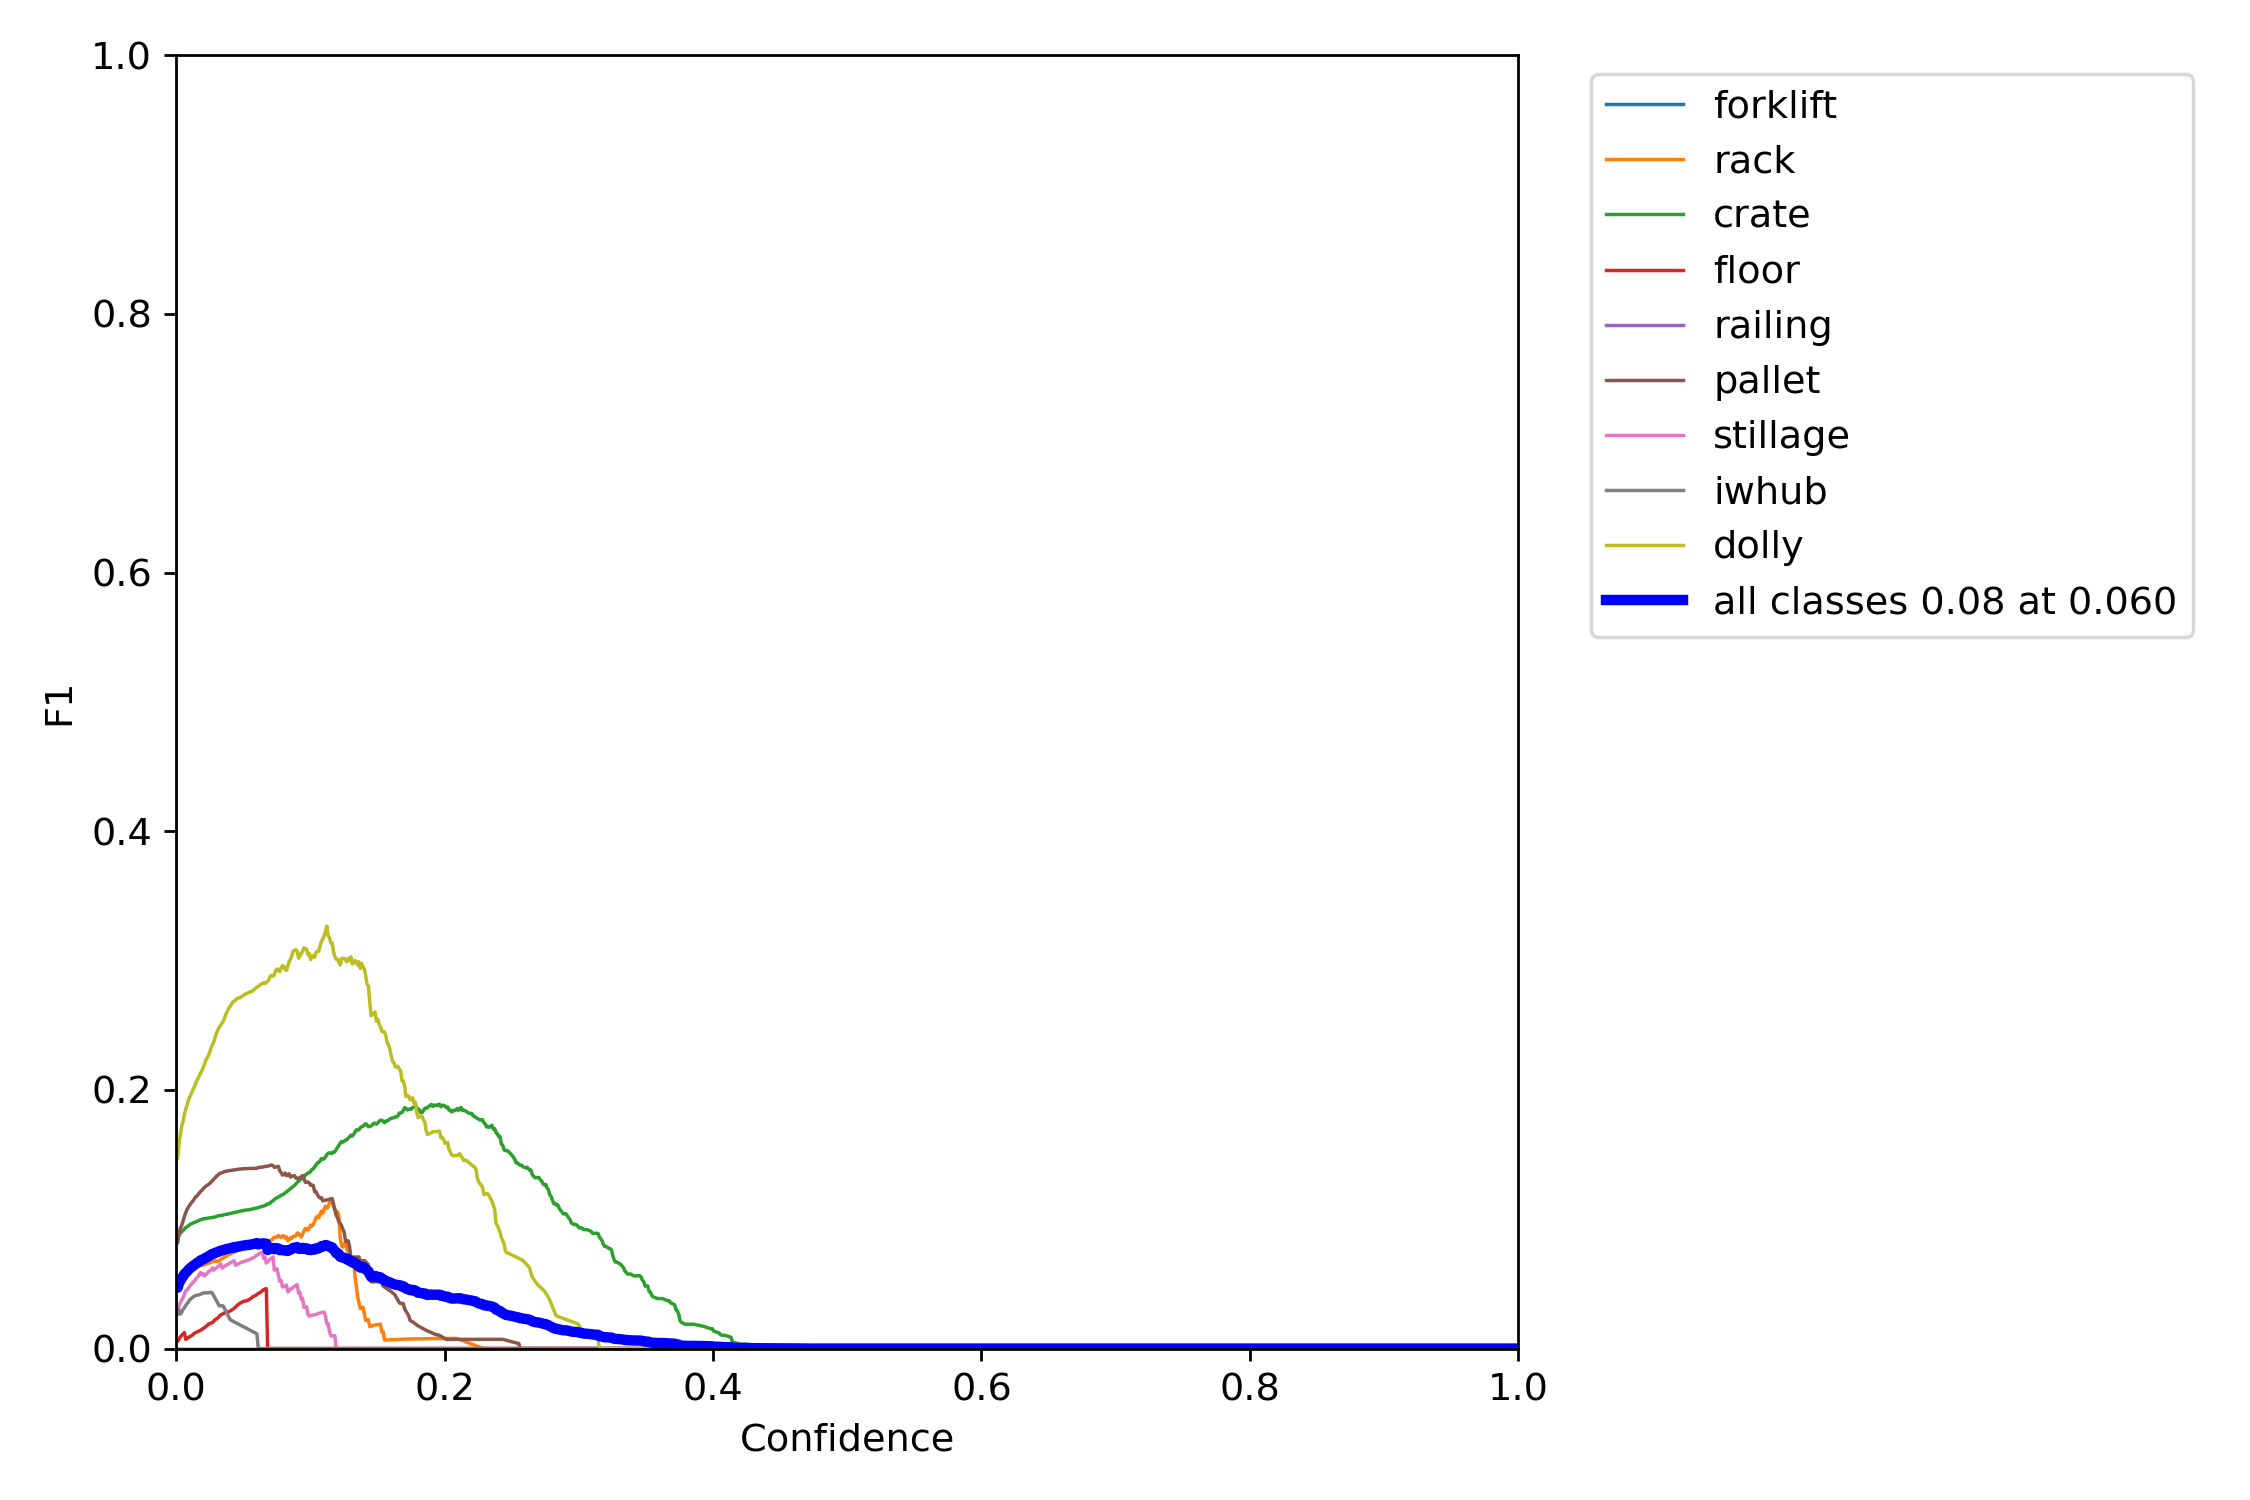 1.0
0.8
0.6
0.4
0.2
0.0
F1
0.0 0.2 0.4 0.6 0.8 1.0
Confidence
forklift
rack
crate
floor
railing
pallet
stillage
iwhub
dolly
all classes 0.08 at 0.060